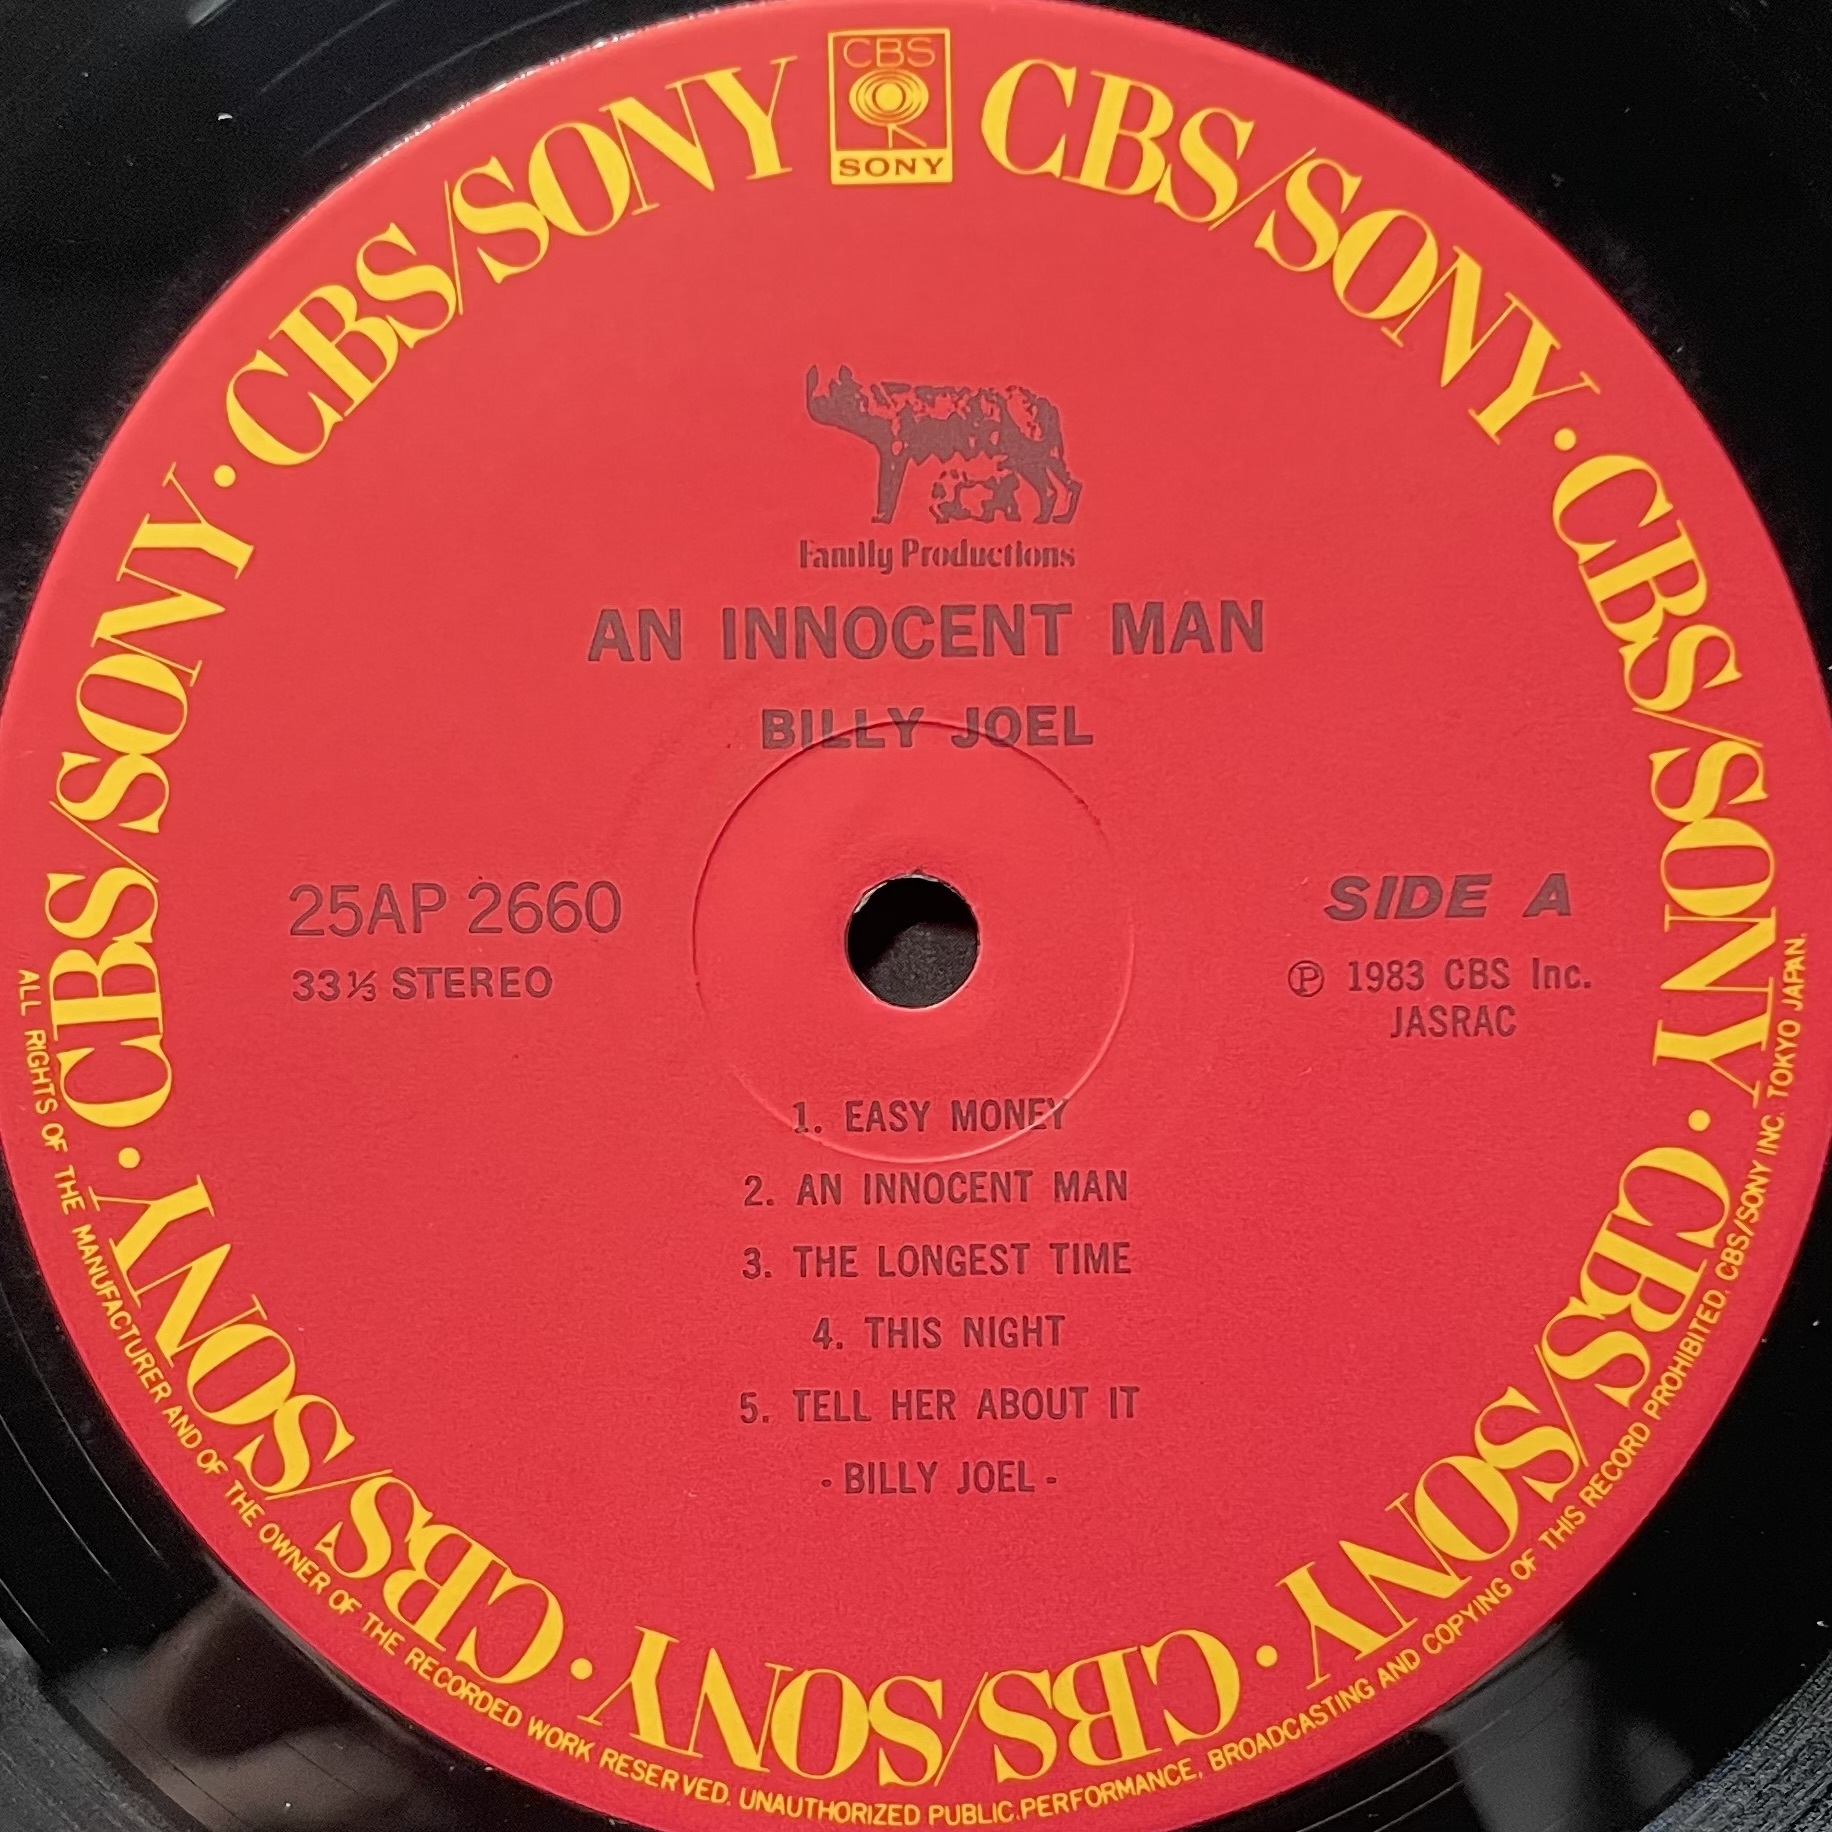 CBS
SONY
CBS/SONY · CBS/SONY · CBS/SONY · CBS/SONY · CBS/SONY · CBS/SONY · CBS/SONY
Family Productions
AN INNOCENT MAN
BILLY JOEL
25AP 2660
33⅓ STEREO
SIDE A
℗ 1983 CBS Inc.
JASRAC
1. EASY MONEY
2. AN INNOCENT MAN
3. THE LONGEST TIME
4. THIS NIGHT
5. TELL HER ABOUT IT
- BILLY JOEL -
ALL RIGHTS OF THE MANUFACTURER AND OF THE OWNER OF THE RECORDED WORK RESERVED. UNAUTHORIZED PUBLIC.PERFORMANCE, BROADCASTING AND COPYING OF THIS RECORD PROHIBITED. CBS/SONY INC. TOKYO JAPAN.